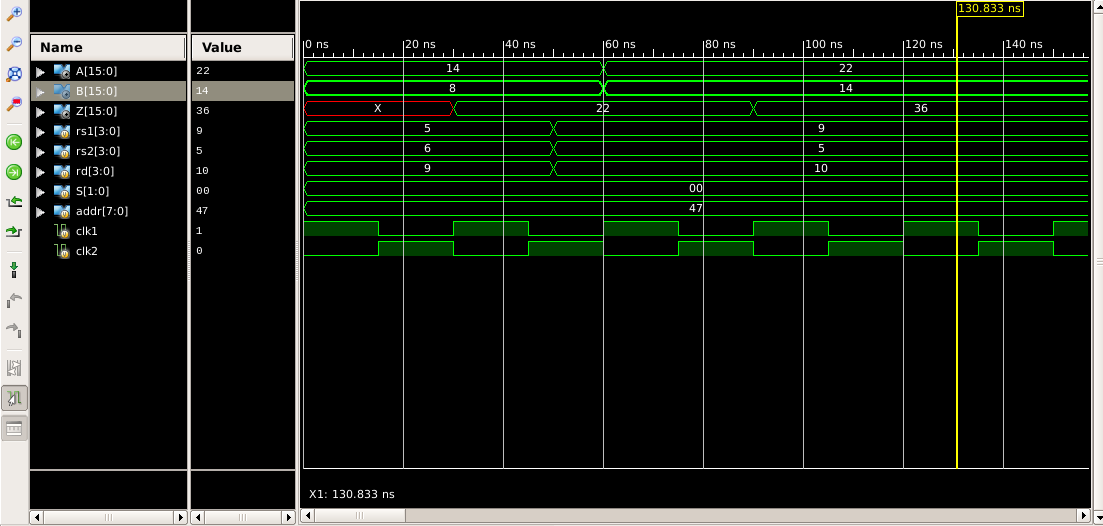 130.833 ns
Name Value 0 ns 20 ns 40 ns 60 ns 80 ns 100 ns 120 ns 140 ns
A[15:0] 22 14 22
B[15:0] 14 8 14
Z[15:0] 36 X 22 36
rs1[3:0] 9 5 9
rs2[3:0] 5 6 5
rd[3:0] 10 9 10
S[1:0] 00 00
addr[7:0] 47 47
clk1 1
clk2 0
X1: 130.833 ns